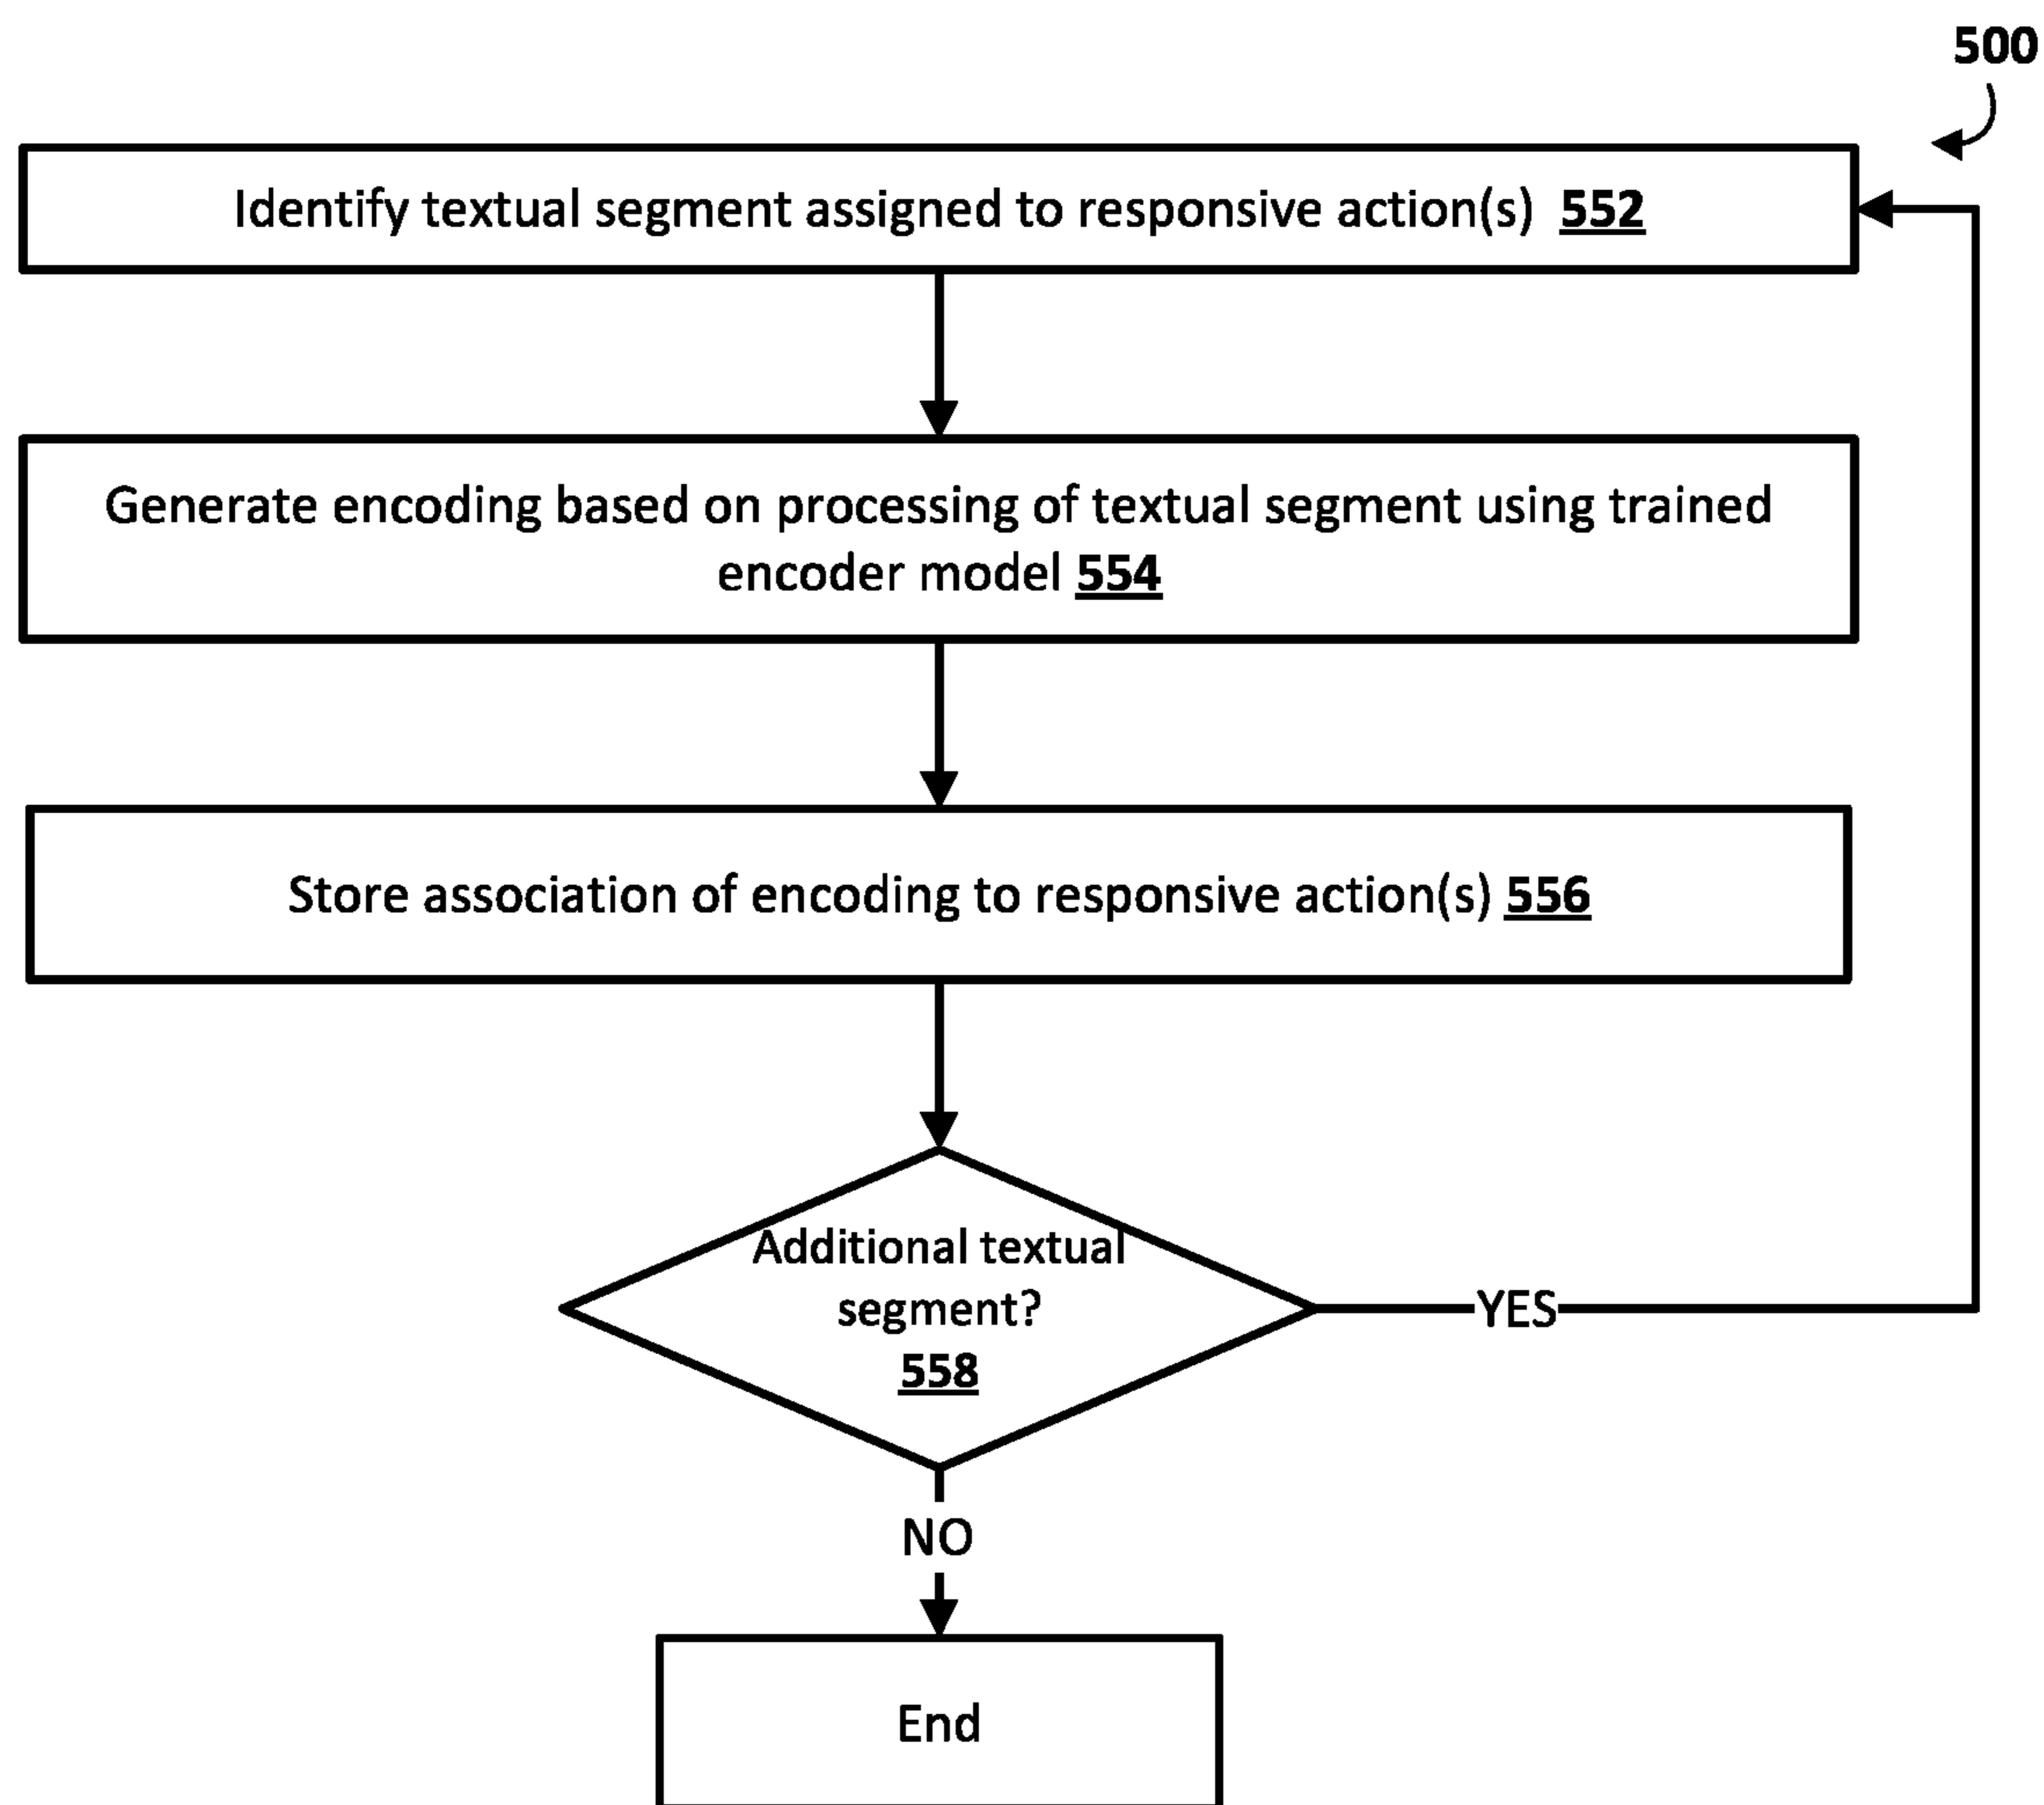 500
Identify textual segment assigned to responsive action(s) 552
Generate encoding based on processing of textual segment using trained
encoder model 554
Store association of encoding to responsive action(s) 556
Additional textual
segment?
558
YES
NO
End